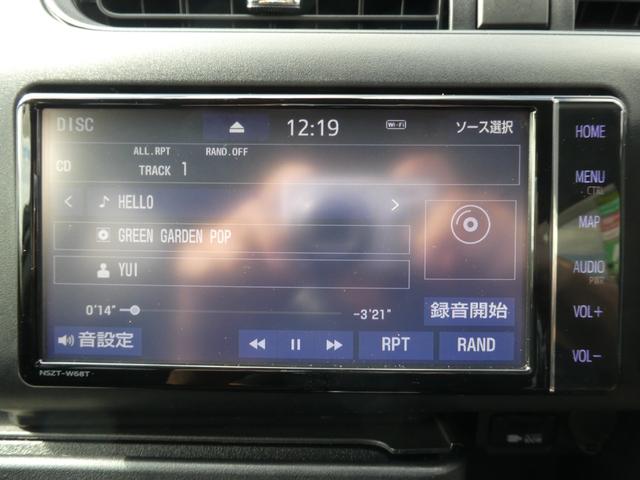 DISC 12:19 Wi-Fi ソース選択
ALL.RPT RAND.OFF
CD TRACK 1
HELLO
GREEN GARDEN POP
YUI
0'14" -3'21" 録音開始
音設定 RPT RAND
NSZT-W68T
HOME
MENU
CTRL
MAP
AUDIO
PWR
VOL+
VOL-